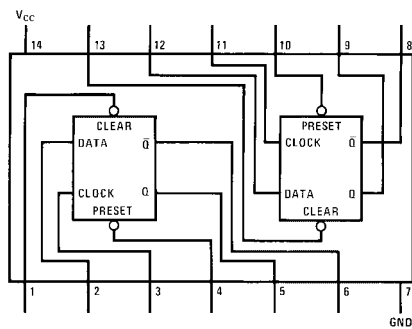 VCC
14 13 12 11 10 9 8
CLEAR PRESET
DATA Q̅ CLOCK Q̅
CLOCK Q DATA Q
PRESET CLEAR
1 2 3 4 5 6 7
GND